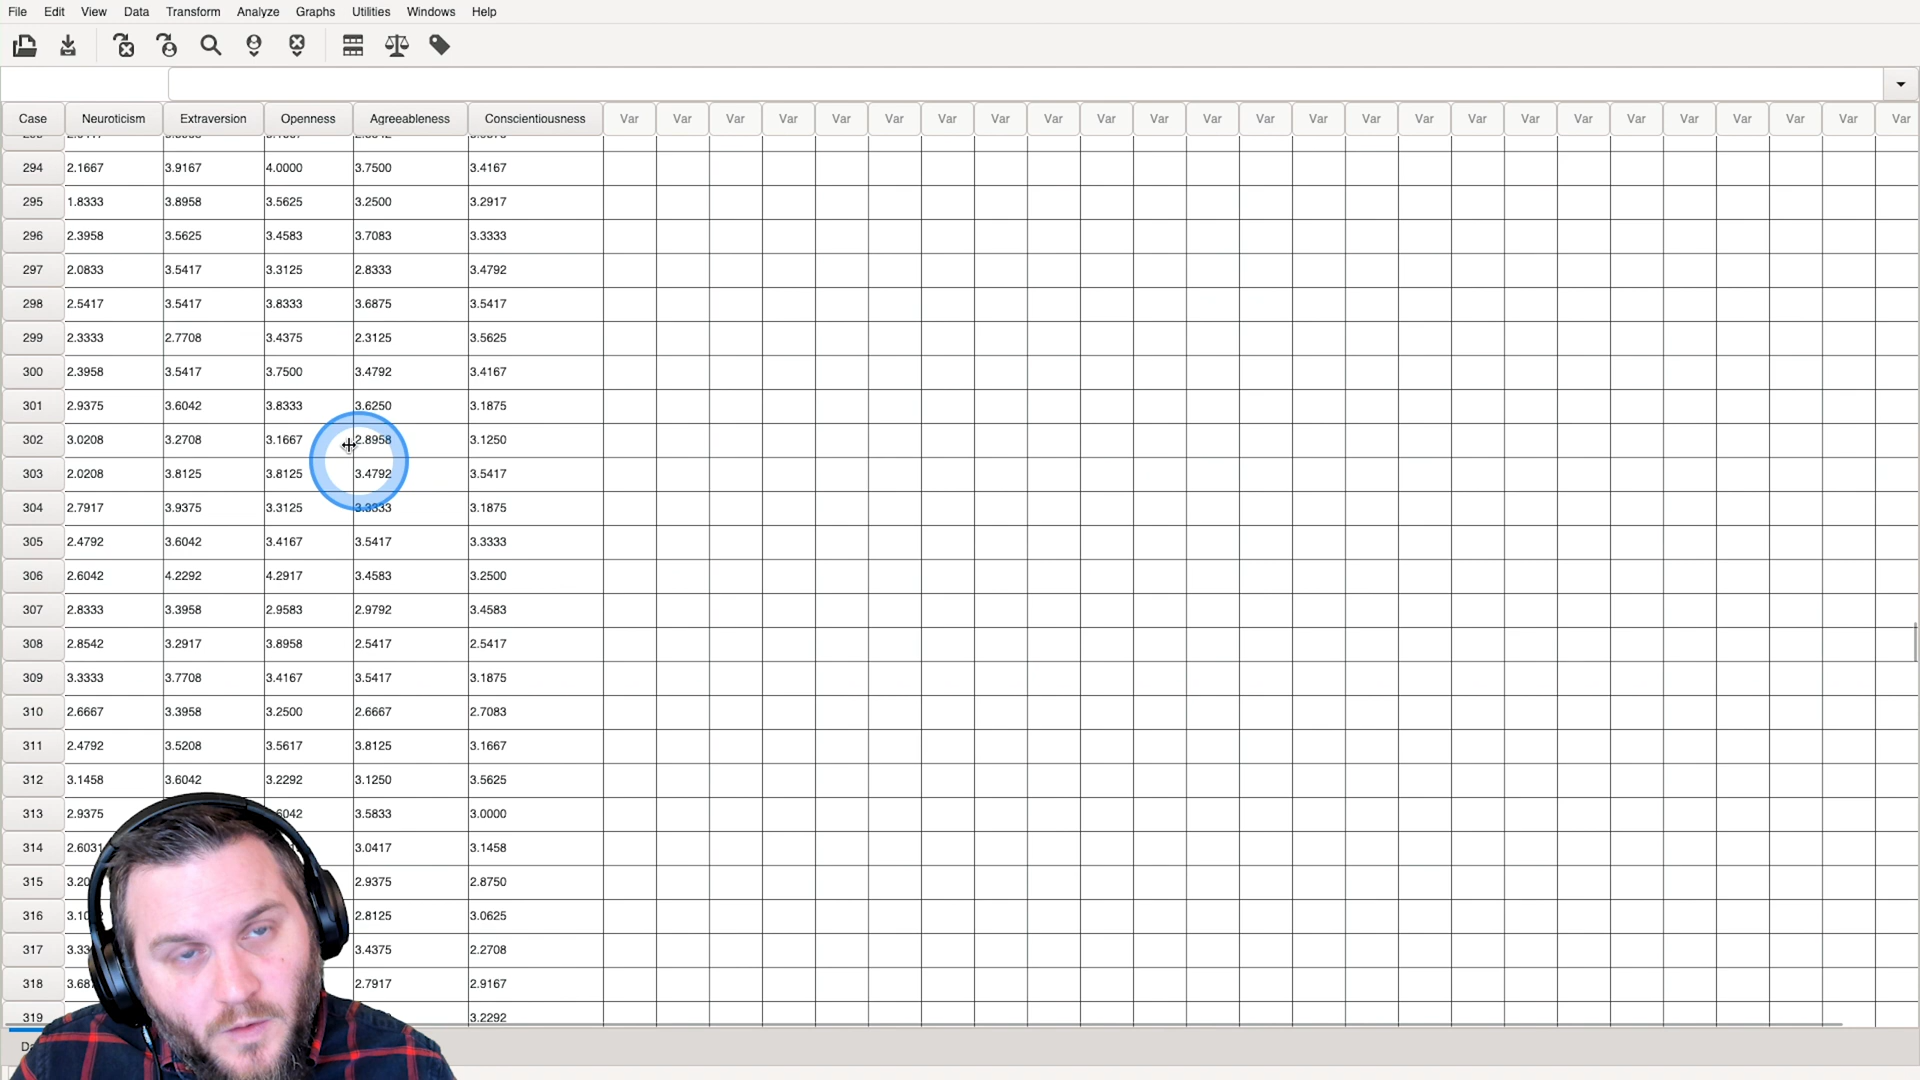 File Edit View Data Transform Analyze Graphs Utilities Windows Help
Case Neuroticism Extraversion Openness Agreeableness Conscientiousness Var Var Var Var Var Var Var Var Var Var Var Var Var Var Var Var Var Var Var Var Var Var Var Var Var
294 2.1667 3.9167 4.0000 3.7500 3.4167
295 1.8333 3.8958 3.5625 3.2500 3.2917
296 2.3958 3.5625 3.4583 3.7083 3.3333
297 2.0833 3.5417 3.3125 2.8333 3.4792
298 2.5417 3.5417 3.8333 3.6875 3.5417
299 2.3333 2.7708 3.4375 2.3125 3.5625
300 2.3958 3.5417 3.7500 3.4792 3.4167
301 2.9375 3.6042 3.8333 3.6250 3.1875
302 3.0208 3.2708 3.1667 2.8958 3.1250
303 2.0208 3.8125 3.8125 3.4792 3.5417
304 2.7917 3.9375 3.3125 3.3333 3.1875
305 2.4792 3.6042 3.4167 3.5417 3.3333
306 2.6042 4.2292 4.2917 3.4583 3.2500
307 2.8333 3.3958 2.9583 2.9792 3.4583
308 2.8542 3.2917 3.8958 2.5417 2.5417
309 3.3333 3.7708 3.4167 3.5417 3.1875
310 2.6667 3.3958 3.2500 2.6667 2.7083
311 2.4792 3.5208 3.5617 3.8125 3.1667
312 3.1458 3.6042 3.2292 3.1250 3.5625
313 2.9375 3.5833 3.0000
314 3.0417 3.1458
315 2.9375 2.8750
316 2.8125 3.0625
317 3.4375 2.2708
318 2.7917 2.9167
319 3.2292